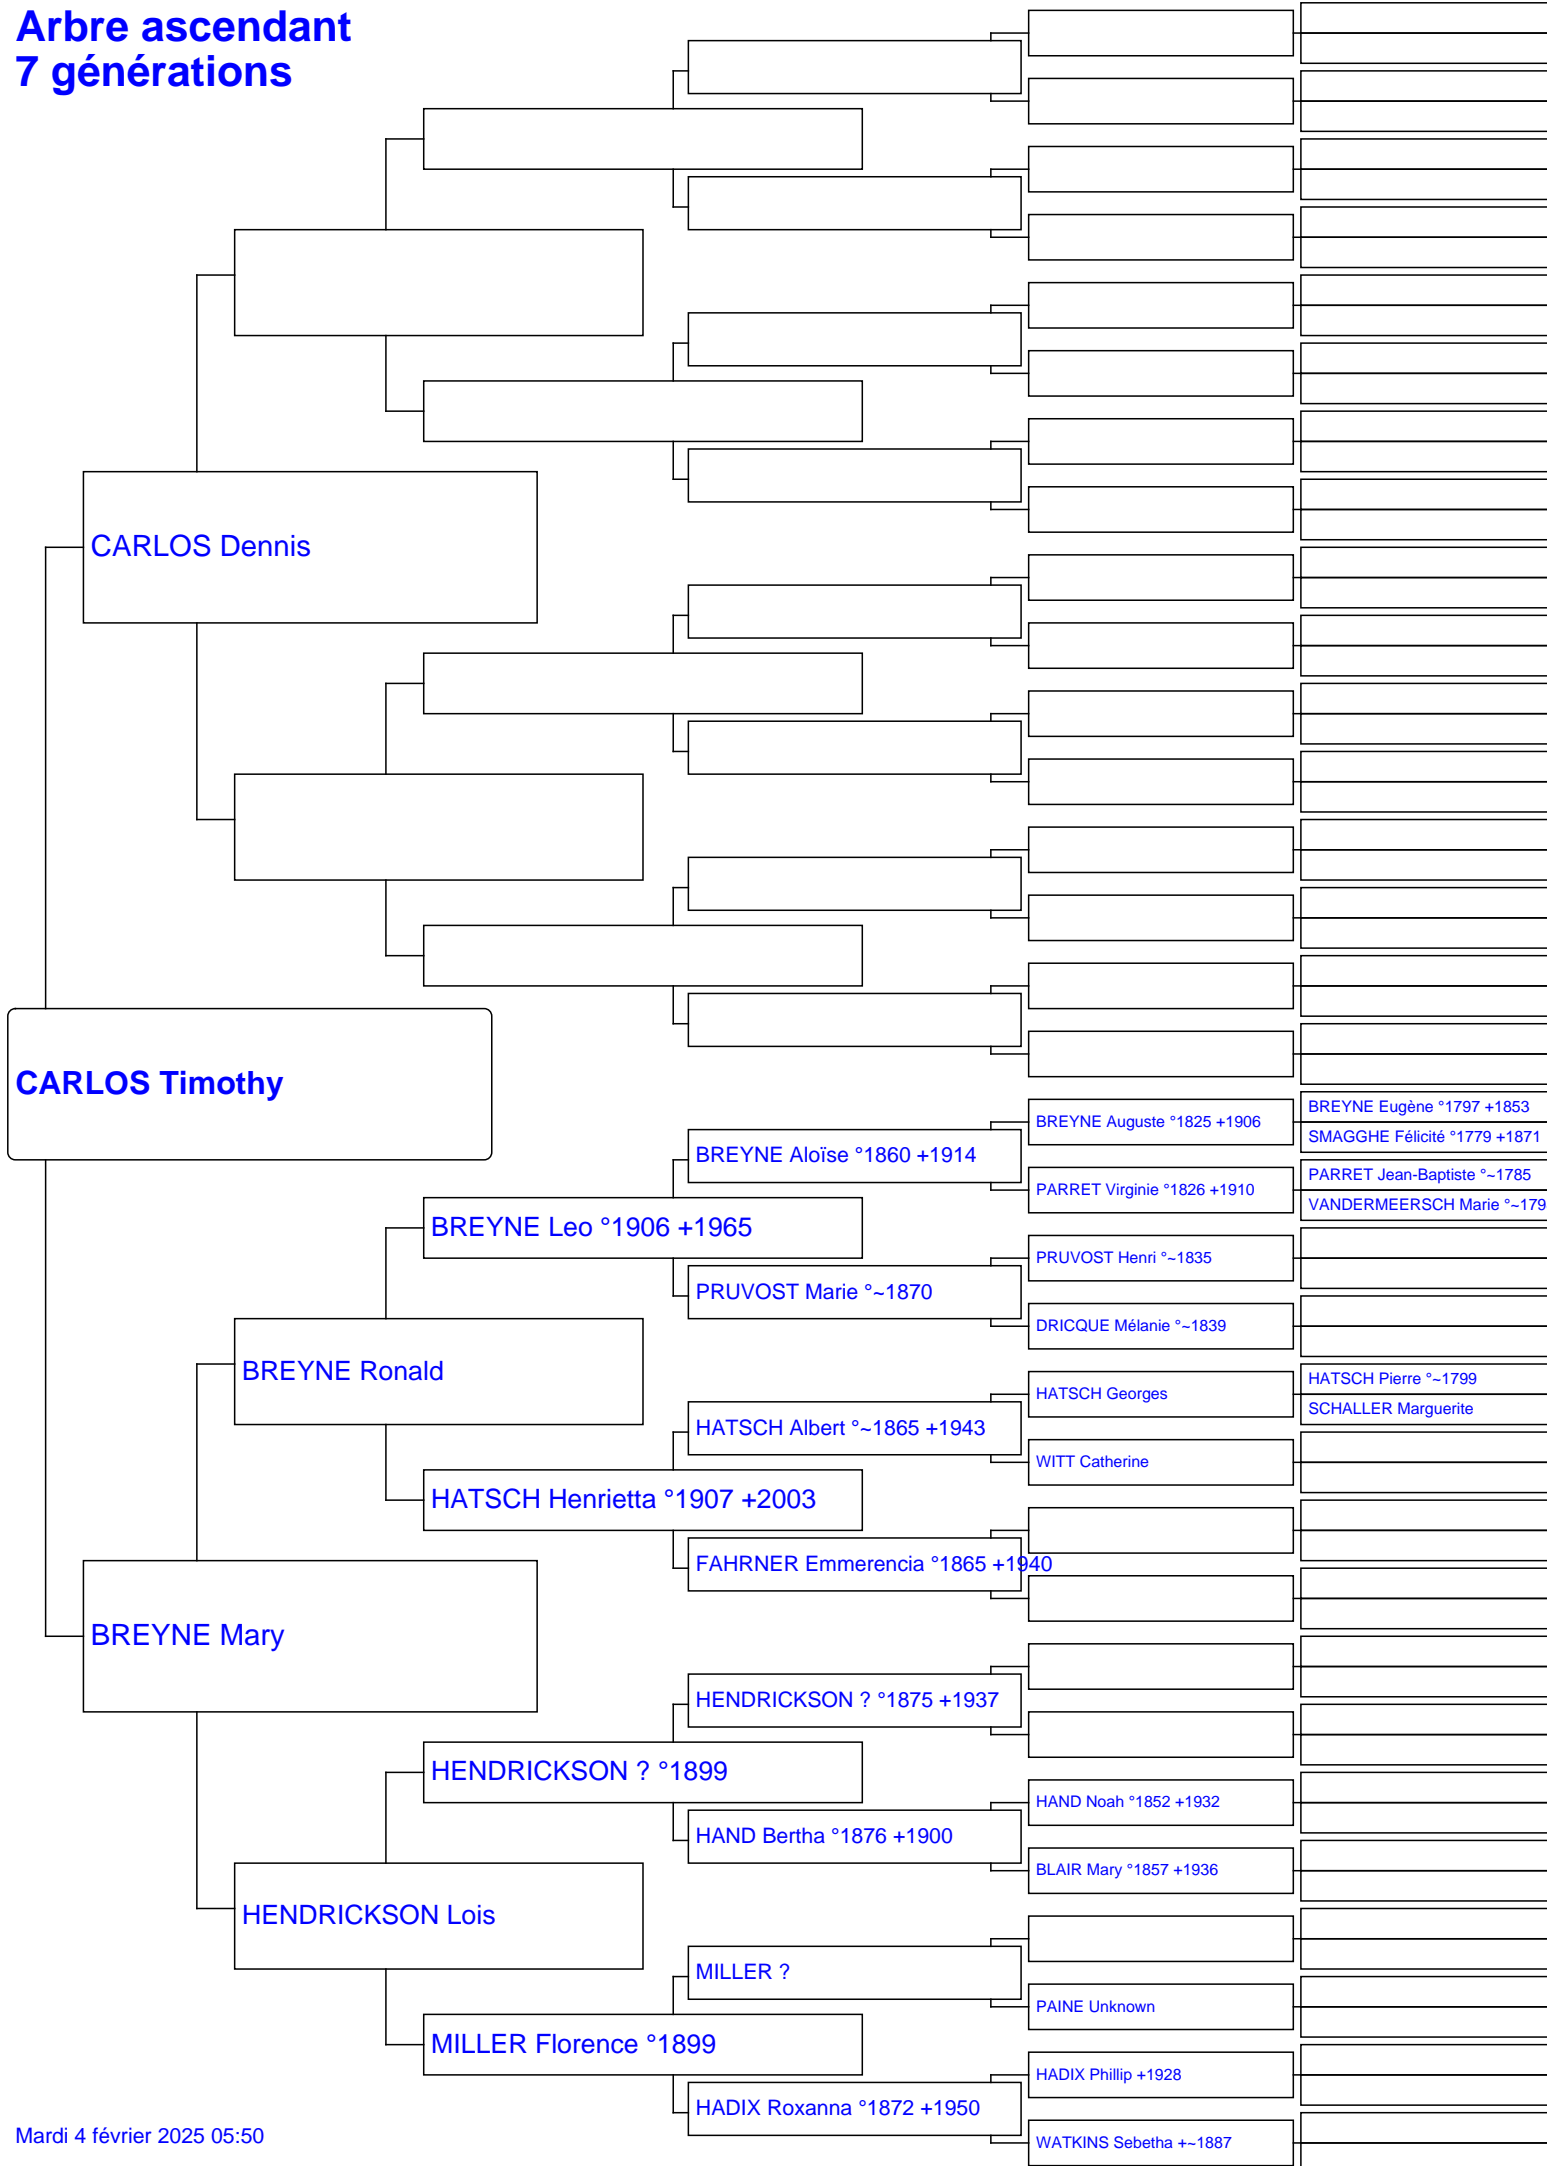 Arbre ascendant
7 générations
CARLOS Dennis
CARLOS Timothy
BREYNE Eugène °1797 +1853
BREYNE Auguste °1825 +1906
SMAGGHE Félicité °1779 +1871
BREYNE Aloïse °1860 +1914
PARRET Jean-Baptiste °~1785
PARRET Virginie °1826 +1910
VANDERMEERSCH Marie °~179
BREYNE Leo °1906 +1965
PRUVOST Henri °~1835
PRUVOST Marie °~1870
DRICQUE Mélanie °~1839
BREYNE Ronald
HATSCH Pierre °~1799
HATSCH Georges
SCHALLER Marguerite
HATSCH Albert °~1865 +1943
WITT Catherine
HATSCH Henrietta °1907 +2003
FAHRNER Emmerencia °1865 +1940
BREYNE Mary
HENDRICKSON ? °1875 +1937
HENDRICKSON ? °1899
HAND Noah °1852 +1932
HAND Bertha °1876 +1900
BLAIR Mary °1857 +1936
HENDRICKSON Lois
MILLER ?
PAINE Unknown
MILLER Florence °1899
HADIX Phillip +1928
HADIX Roxanna °1872 +1950
WATKINS Sebetha +~1887
Mardi 4 février 2025 05:50